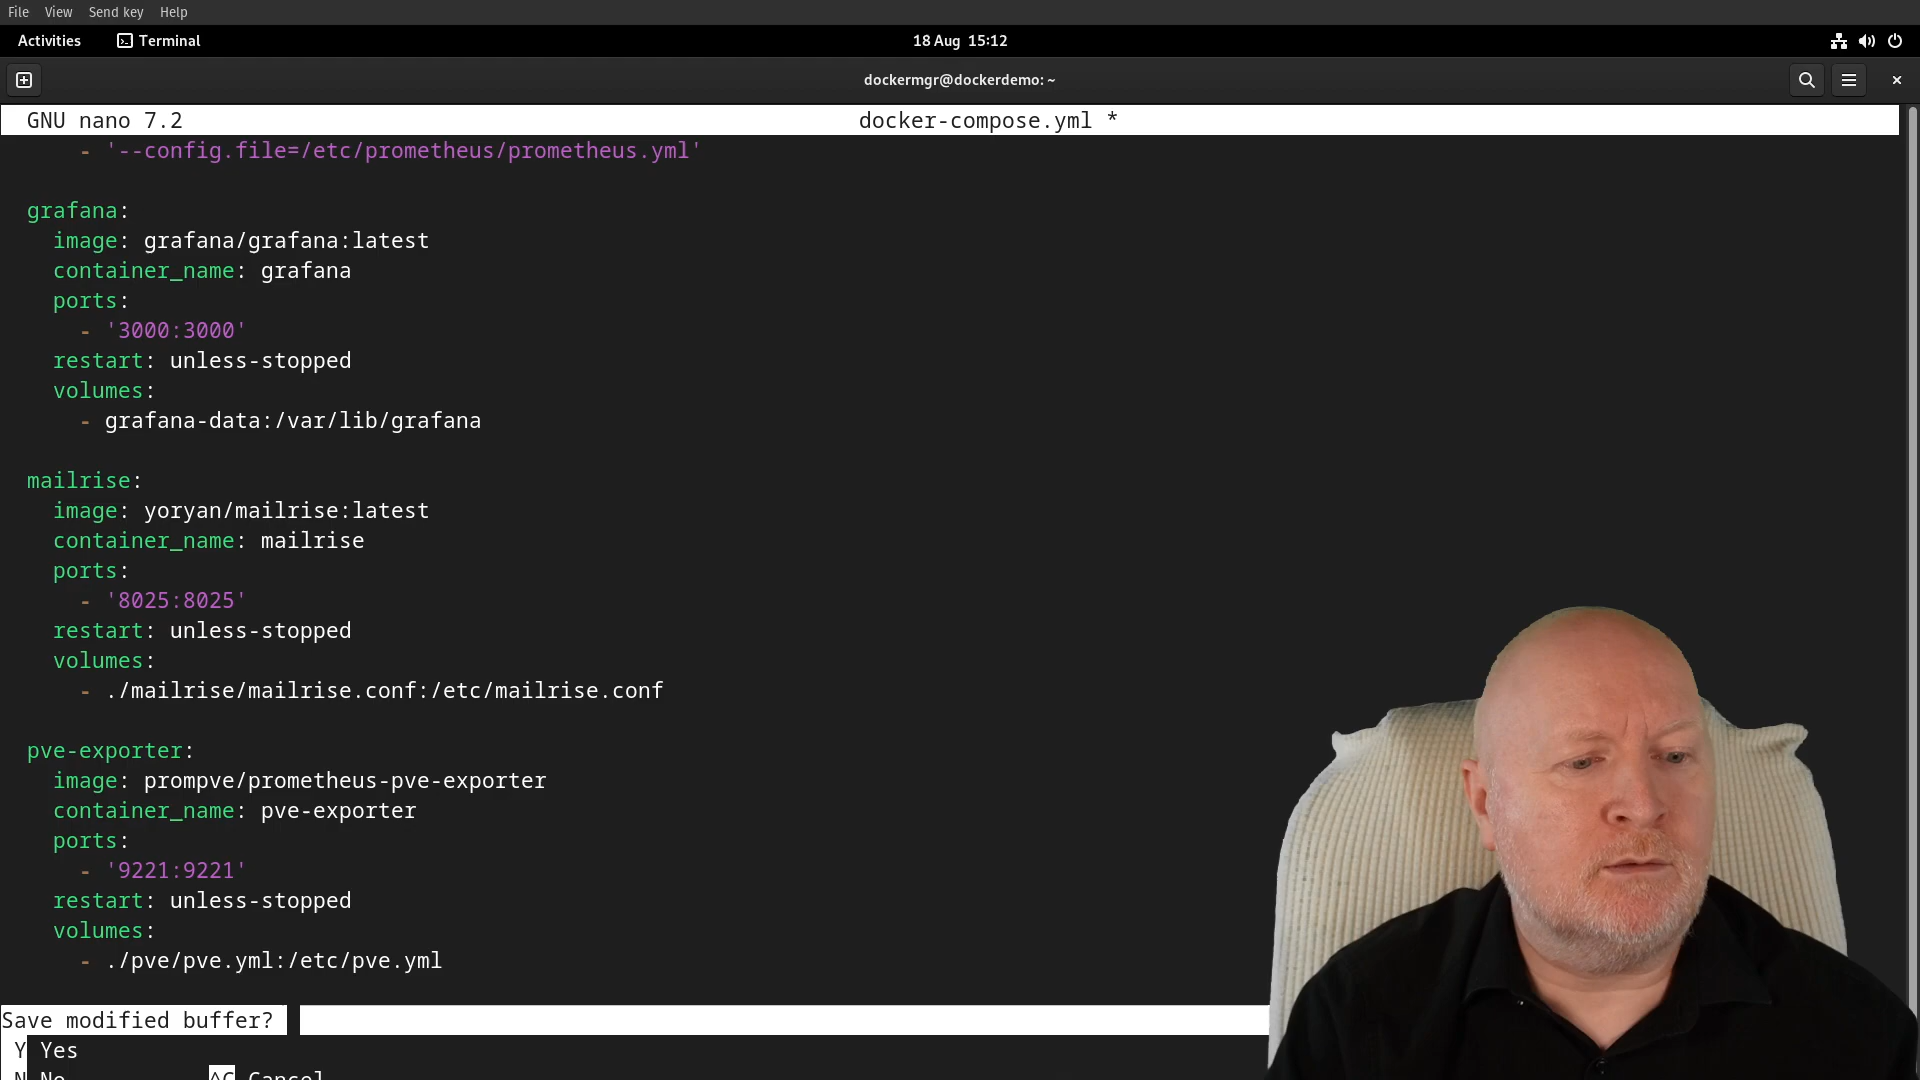 File View Send key Help
Activities Terminal 18 Aug 15:12
dockermgr@dockerdemo: ~
GNU nano 7.2 docker-compose.yml *
- '--config.file=/etc/prometheus/prometheus.yml'
grafana:
image: grafana/grafana:latest
container_name: grafana
ports:
- '3000:3000'
restart: unless-stopped
volumes:
- grafana-data:/var/lib/grafana
mailrise:
image: yoryan/mailrise:latest
container_name: mailrise
ports:
- '8025:8025'
restart: unless-stopped
volumes:
- ./mailrise/mailrise.conf:/etc/mailrise.conf
pve-exporter:
image: prompve/prometheus-pve-exporter
container_name: pve-exporter
ports:
- '9221:9221'
restart: unless-stopped
volumes:
- ./pve/pve.yml:/etc/pve.yml
Save modified buffer?
Y Yes
N No ^C Cancel